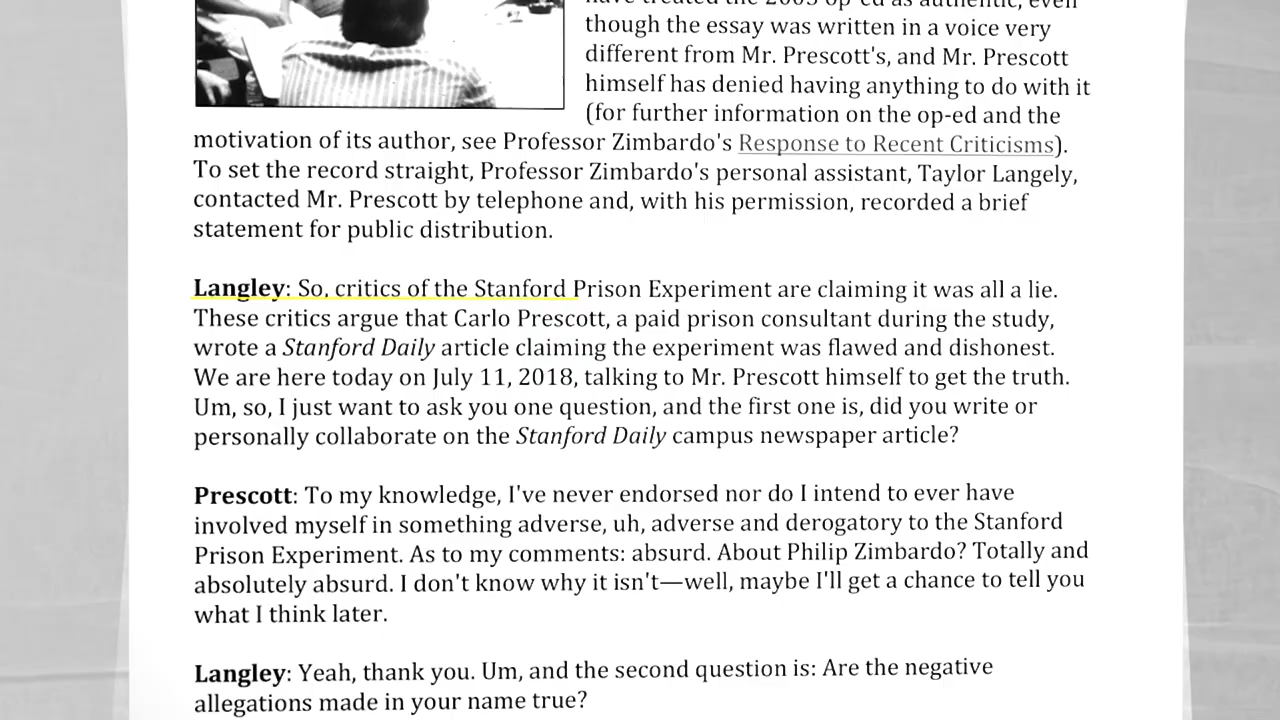 have treated the 2005 op-ed as authentic, even
though the essay was written in a voice very
different from Mr. Prescott's, and Mr. Prescott
himself has denied having anything to do with it
(for further information on the op-ed and the
motivation of its author, see Professor Zimbardo's Response to Recent Criticisms).
To set the record straight, Professor Zimbardo's personal assistant, Taylor Langely,
contacted Mr. Prescott by telephone and, with his permission, recorded a brief
statement for public distribution.
Langley: So, critics of the Stanford Prison Experiment are claiming it was all a lie.
These critics argue that Carlo Prescott, a paid prison consultant during the study,
wrote a Stanford Daily article claiming the experiment was flawed and dishonest.
We are here today on July 11, 2018, talking to Mr. Prescott himself to get the truth.
Um, so, I just want to ask you one question, and the first one is, did you write or
personally collaborate on the Stanford Daily campus newspaper article?
Prescott: To my knowledge, I've never endorsed nor do I intend to ever have
involved myself in something adverse, uh, adverse and derogatory to the Stanford
Prison Experiment. As to my comments: absurd. About Philip Zimbardo? Totally and
absolutely absurd. I don't know why it isn't—well, maybe I'll get a chance to tell you
what I think later.
Langley: Yeah, thank you. Um, and the second question is: Are the negative
allegations made in your name true?